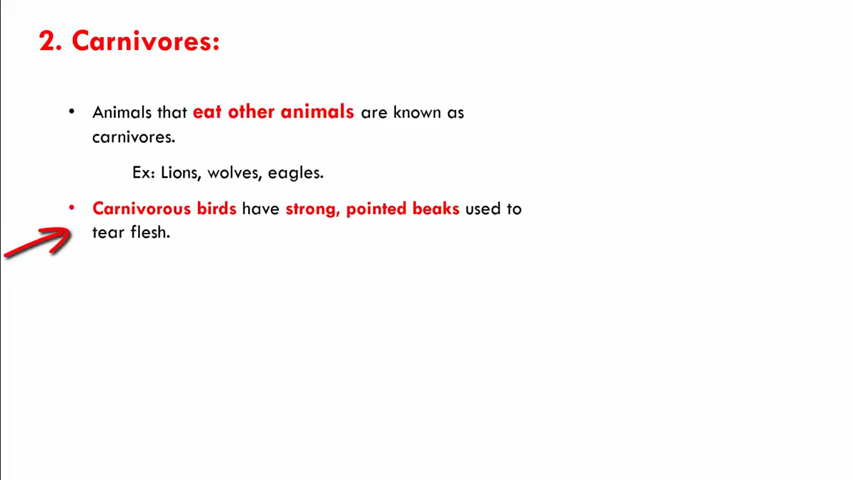 2. Carnivores:
• Animals that eat other animals are known as
carnivores.
Ex: Lions, wolves, eagles.
• Carnivorous birds have strong, pointed beaks used to
tear flesh.